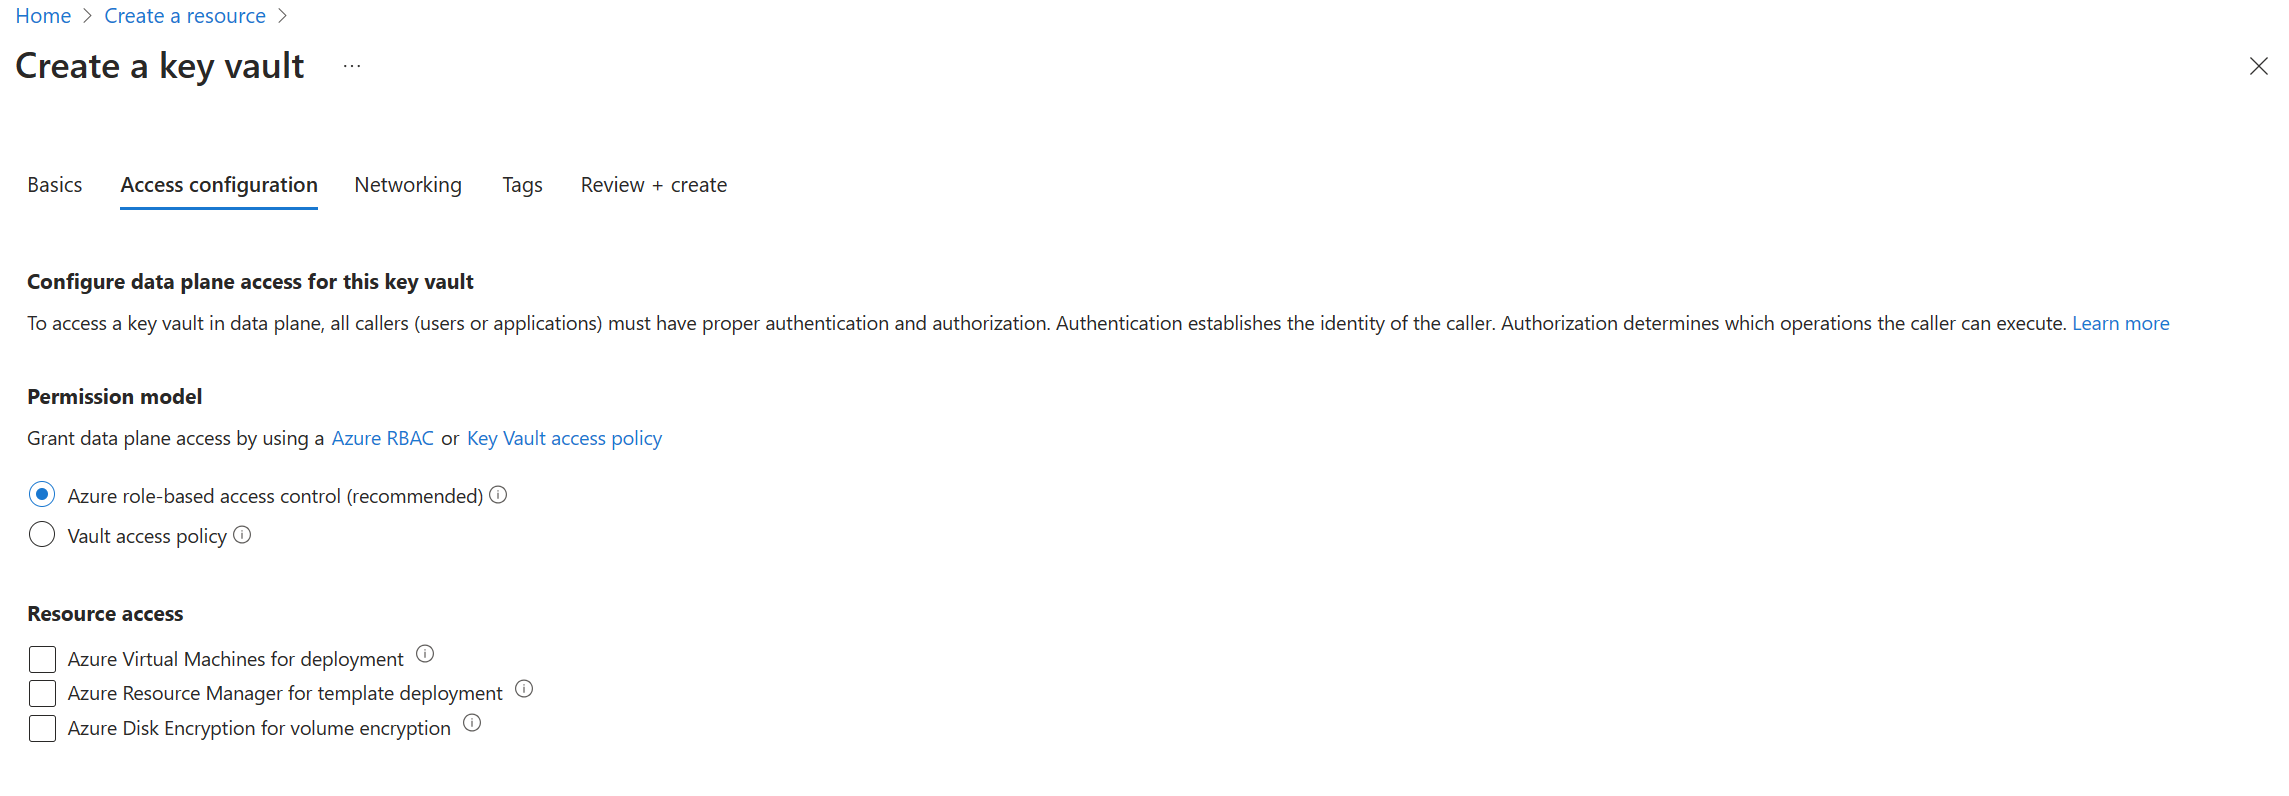 Home > Create a resource >
Create a key vault ...
Basics Access configuration Networking Tags Review + create
Configure data plane access for this key vault
To access a key vault in data plane, all callers (users or applications) must have proper authentication and authorization. Authentication establishes the identity of the caller. Authorization determines which operations the caller can execute. Learn more
Permission model
Grant data plane access by using a Azure RBAC or Key Vault access policy
Azure role-based access control (recommended)
Vault access policy
Resource access
Azure Virtual Machines for deployment
Azure Resource Manager for template deployment
Azure Disk Encryption for volume encryption